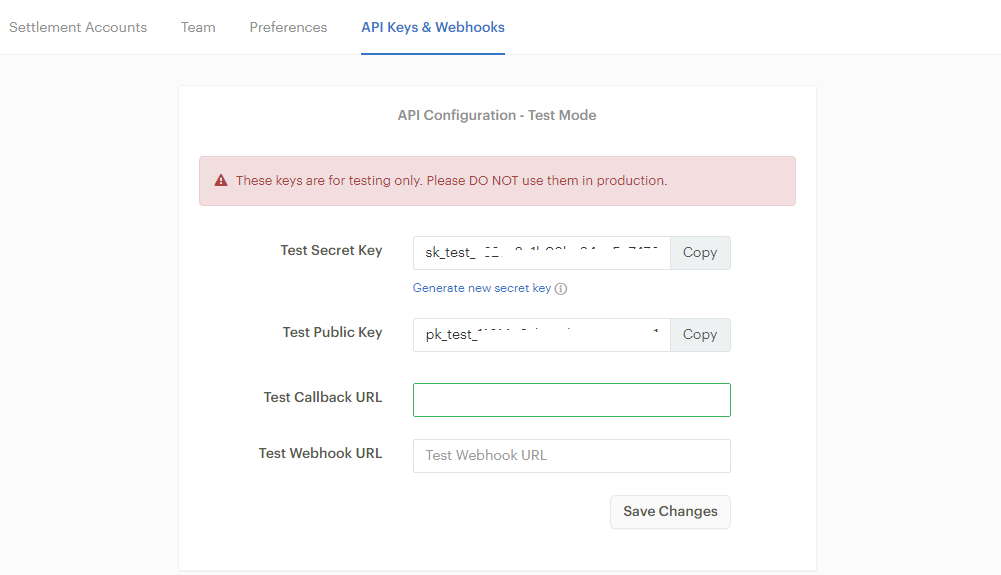 Settlement Accounts Team Preferences API Keys & Webhooks
API Configuration - Test Mode
These keys are for testing only. Please DO NOT use them in production.
Test Secret Key sk_test_ Copy
Generate new secret key
Test Public Key pk_test_ Copy
Test Callback URL
Test Webhook URL Test Webhook URL
Save Changes